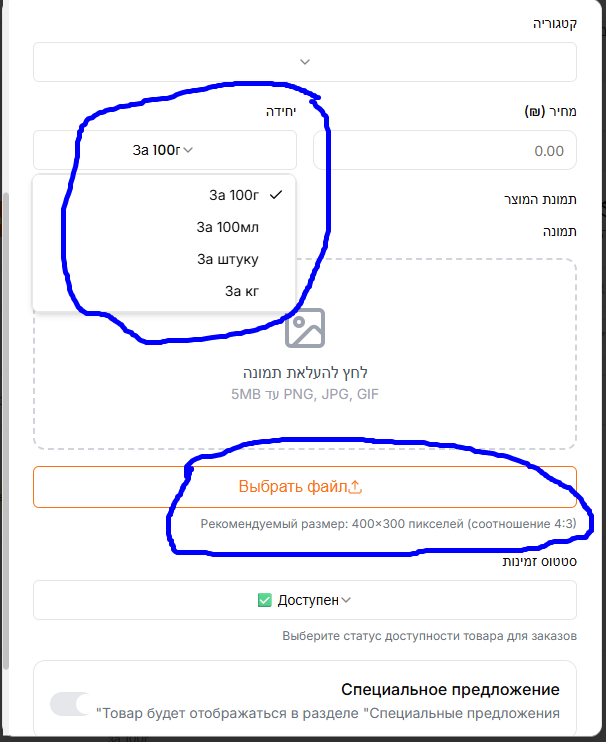 קטגוריה
מחיר (₪)
יחידה
0.00
За 100г
За 100г
За 100мл
За штуку
За кг
תמונת המוצר
תמונה
לחץ להעלאת תמונה
PNG, JPG, GIF עד 5MB
Выбрать файл
Рекомендуемый размер: 400×300 пикселей (соотношение 4:3)
סטטוס זמינות
✅ Доступен
Выберите статус доступности товара для заказов
Специальное предложение
"Товар будет отображаться в разделе "Специальные предложения